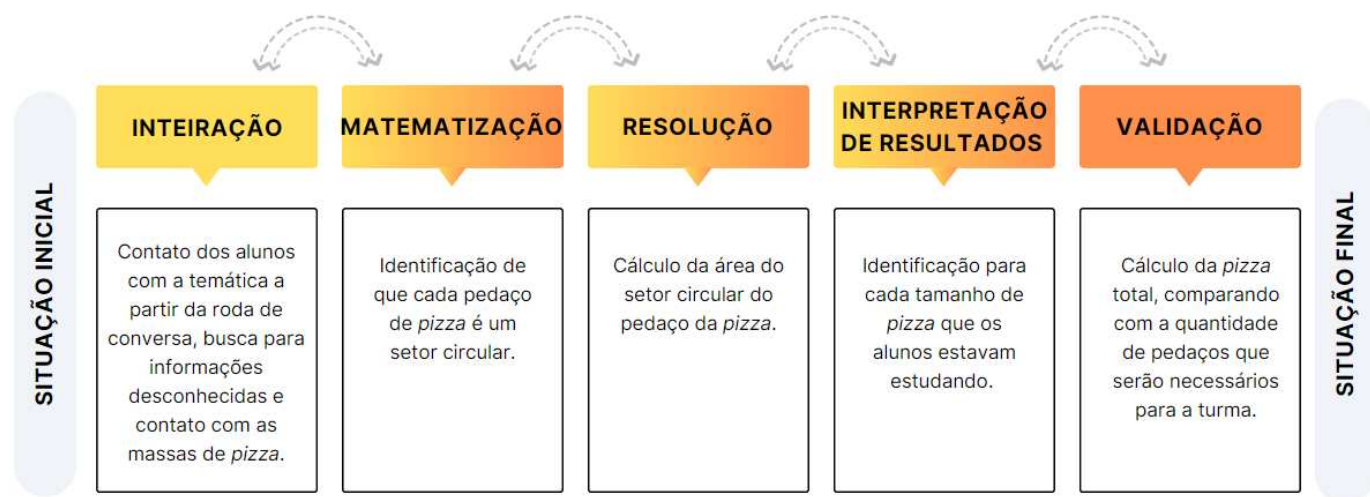 SITUAÇÃO INICIAL
INTEIRAÇÃO
Contato dos alunos
com a temática a
partir da roda de
conversa, busca para
informações
desconhecidas e
contato com as
massas de pizza.
MATEMATIZAÇÃO
Identificação de
que cada pedaço
de pizza é um
setor circular.
RESOLUÇÃO
Cálculo da área do
setor circular do
pedaço da pizza.
INTERPRETAÇÃO
DE RESULTADOS
Identificação para
cada tamanho de
pizza que os
alunos estavam
estudando.
VALIDAÇÃO
Cálculo da pizza
total, comparando
com a quantidade
de pedaços que
serão necessários
para a turma.
SITUAÇÃO FINAL